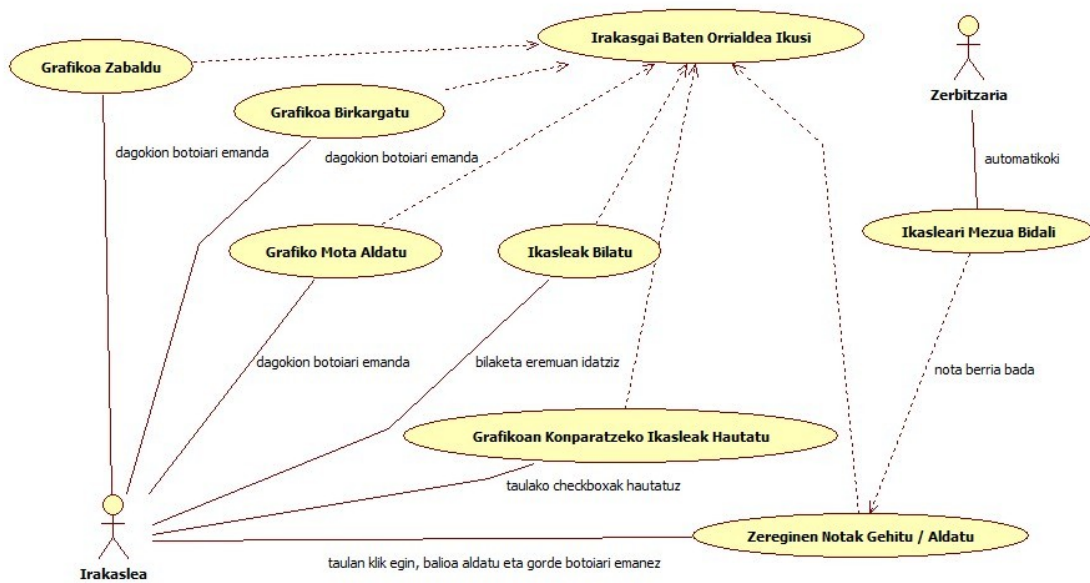 Irakasgai Baten Orrialdea Ikusi
Grafikoa Zabaldu
Zerbitzaria
Grafikoa Birkargatu
dagokion botoiari emanda
dagokion botoiari emanda
automatikoki
Grafiko Mota Aldatu
Ikasleak Bilatu
Ikasleari Mezua Bidali
dagokion botoiari emanda
bilaketa eremuan idatziz
nota berria bada
Grafikoan Konparatzeko Ikasleak Hautatu
taulako checkboxak hautatuz
Zereginen Notak Gehitu / Aldatu
taulan klik egin, balioa aldatu eta gorde botoiari emanez
Irakaslea